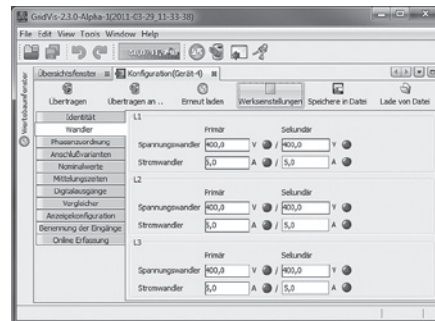 GridVis-2.3.0-Alpha-1(2011-03-29_11-33-38)
File Edit View Tools Window Help
Übersichtsfenster Konfiguration(Gerät-4)
Wertebaumfenster
Übertragen Übertragen an .. Erneut laden Werkseinstellungen Speichere in Datei Lade von Datei
Identität
Wandler
Phasenzuordnung
Anschlußvarianten
Nominalwerte
Mittelungszeiten
Digitalausgänge
Vergleicher
Anzeigekonfiguration
Benennung der Eingänge
Online Erfassung
L1
Primär Sekundär
Spannungswandler 400,0 V / 400,0 V
Stromwandler 5,0 A / 5,0 A
L2
Primär Sekundär
Spannungswandler 400,0 V / 400,0 V
Stromwandler 5,0 A / 5,0 A
L3
Primär Sekundär
Spannungswandler 400,0 V / 400,0 V
Stromwandler 5,0 A / 5,0 A